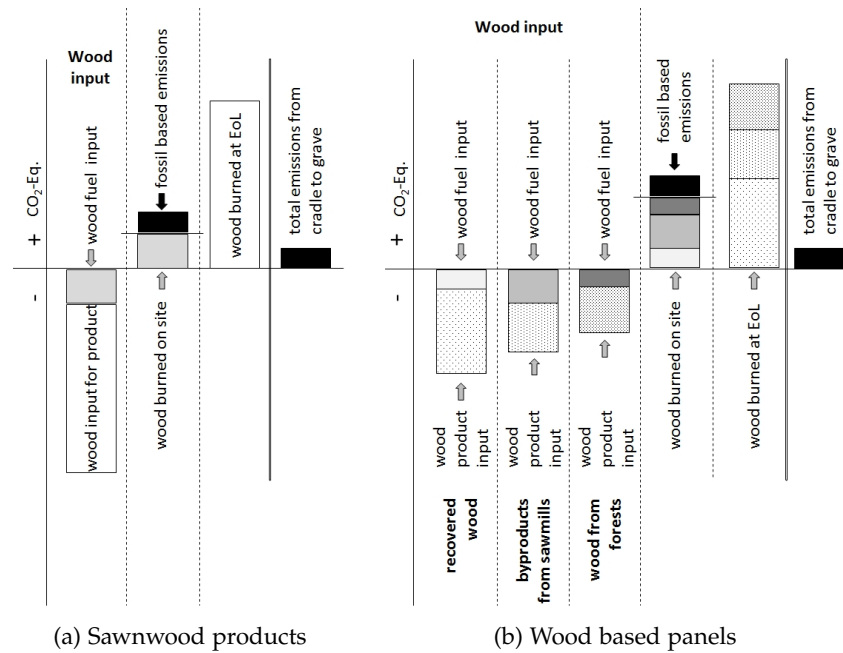 Wood
input
+ CO2-Eq.
-
wood fuel input
wood input for product
fossil based emissions
wood burned on site
wood burned at EoL
total emissions from
cradle to grave
(a) Sawnwood products
Wood input
+ CO2-Eq.
-
wood fuel input
wood
product
input
recovered
wood
wood fuel input
wood
product
input
byproducts
from sawmills
wood fuel input
wood
product
input
wood from
forests
fossil based
emissions
wood burned on site
wood burned at EoL
total emissions from
cradle to grave
(b) Wood based panels